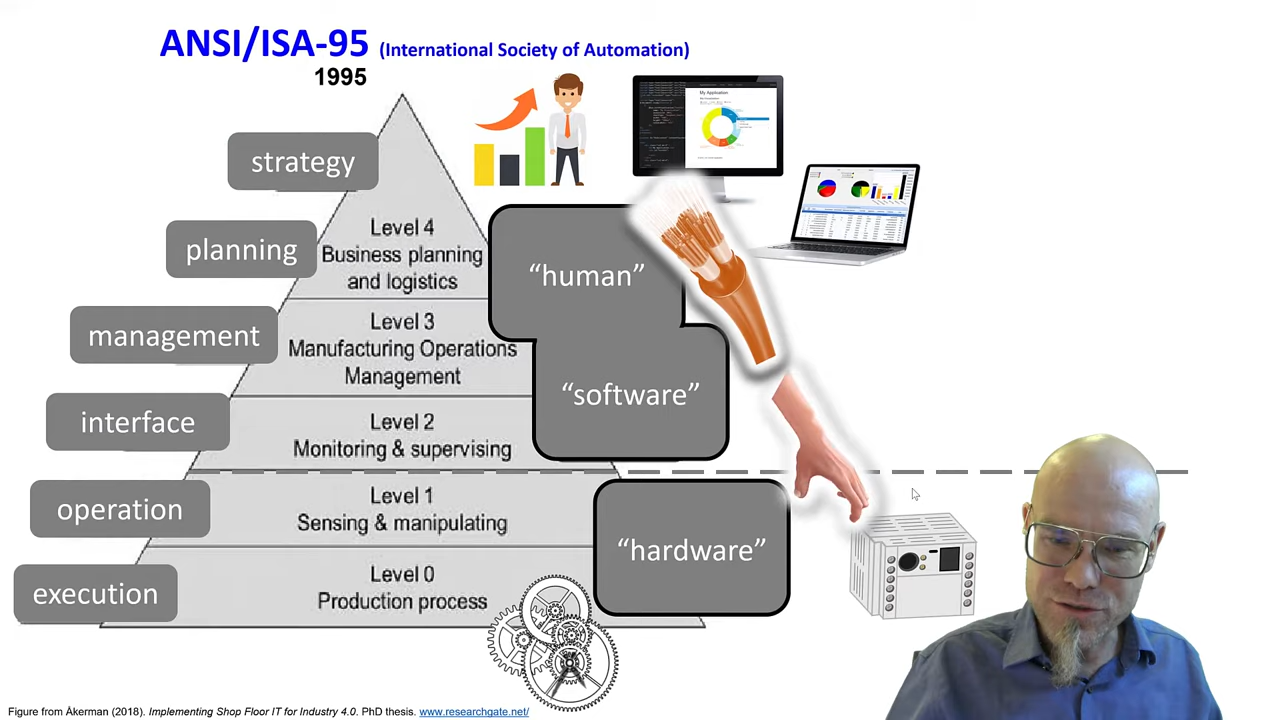 ANSI/ISA-95 (International Society of Automation)
1995
strategy
planning
management
interface
operation
execution
Level 4
Business planning
and logistics
Level 3
Manufacturing Operations
Management
Level 2
Monitoring & supervising
Level 1
Sensing & manipulating
Level 0
Production process
“human”
“software”
“hardware”
My Application
Figure from Åkerman (2018). Implementing Shop Floor IT for Industry 4.0. PhD thesis. www.researchgate.net/